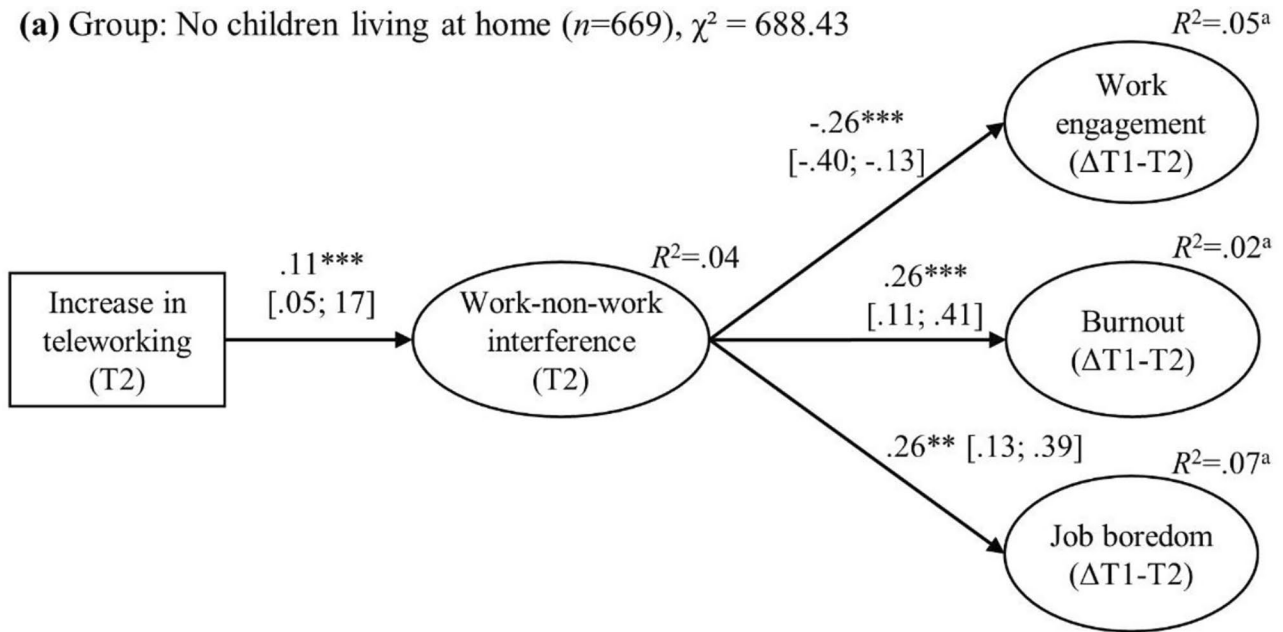 (a) Group: No children living at home (n=669), χ² = 688.43
R²=.05ᵃ
Work
engagement
(ΔT1-T2)
-.26***
[-.40; -.13]
R²=.02ᵃ
Burnout
(ΔT1-T2)
.26***
[.11; .41]
R²=.04
Work-non-work
interference
(T2)
.11***
[.05; 17]
Increase in
teleworking
(T2)
.26** [.13; .39]
R²=.07ᵃ
Job boredom
(ΔT1-T2)